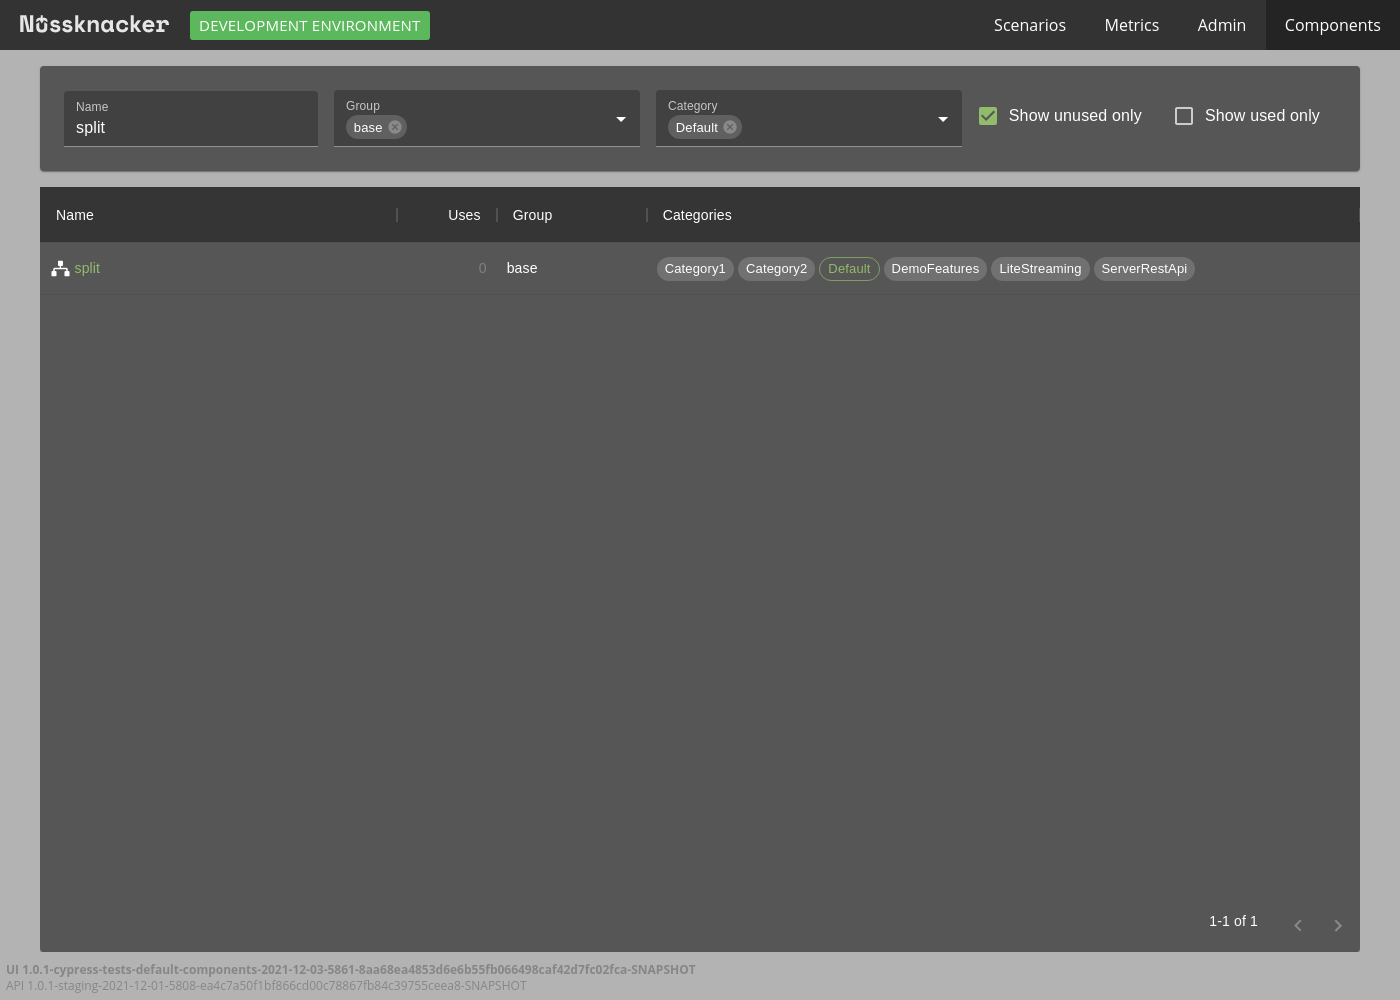 Nussknacker DEVELOPMENT ENVIRONMENT Scenarios Metrics Admin Components
Name Group Category
split base Default Show unused only Show used only
Name Uses Group Categories
split 0 base Category1 Category2 Default DemoFeatures LiteStreaming ServerRestApi
1-1 of 1
UI 1.0.1-cypress-tests-default-components-2021-12-03-5861-8aa68ea4853d6e6b55fb066498caf42d7fc02fca-SNAPSHOT
API 1.0.1-staging-2021-12-01-5808-ea4c7a50f1bf866cd00c78867fb84c39755ceea8-SNAPSHOT